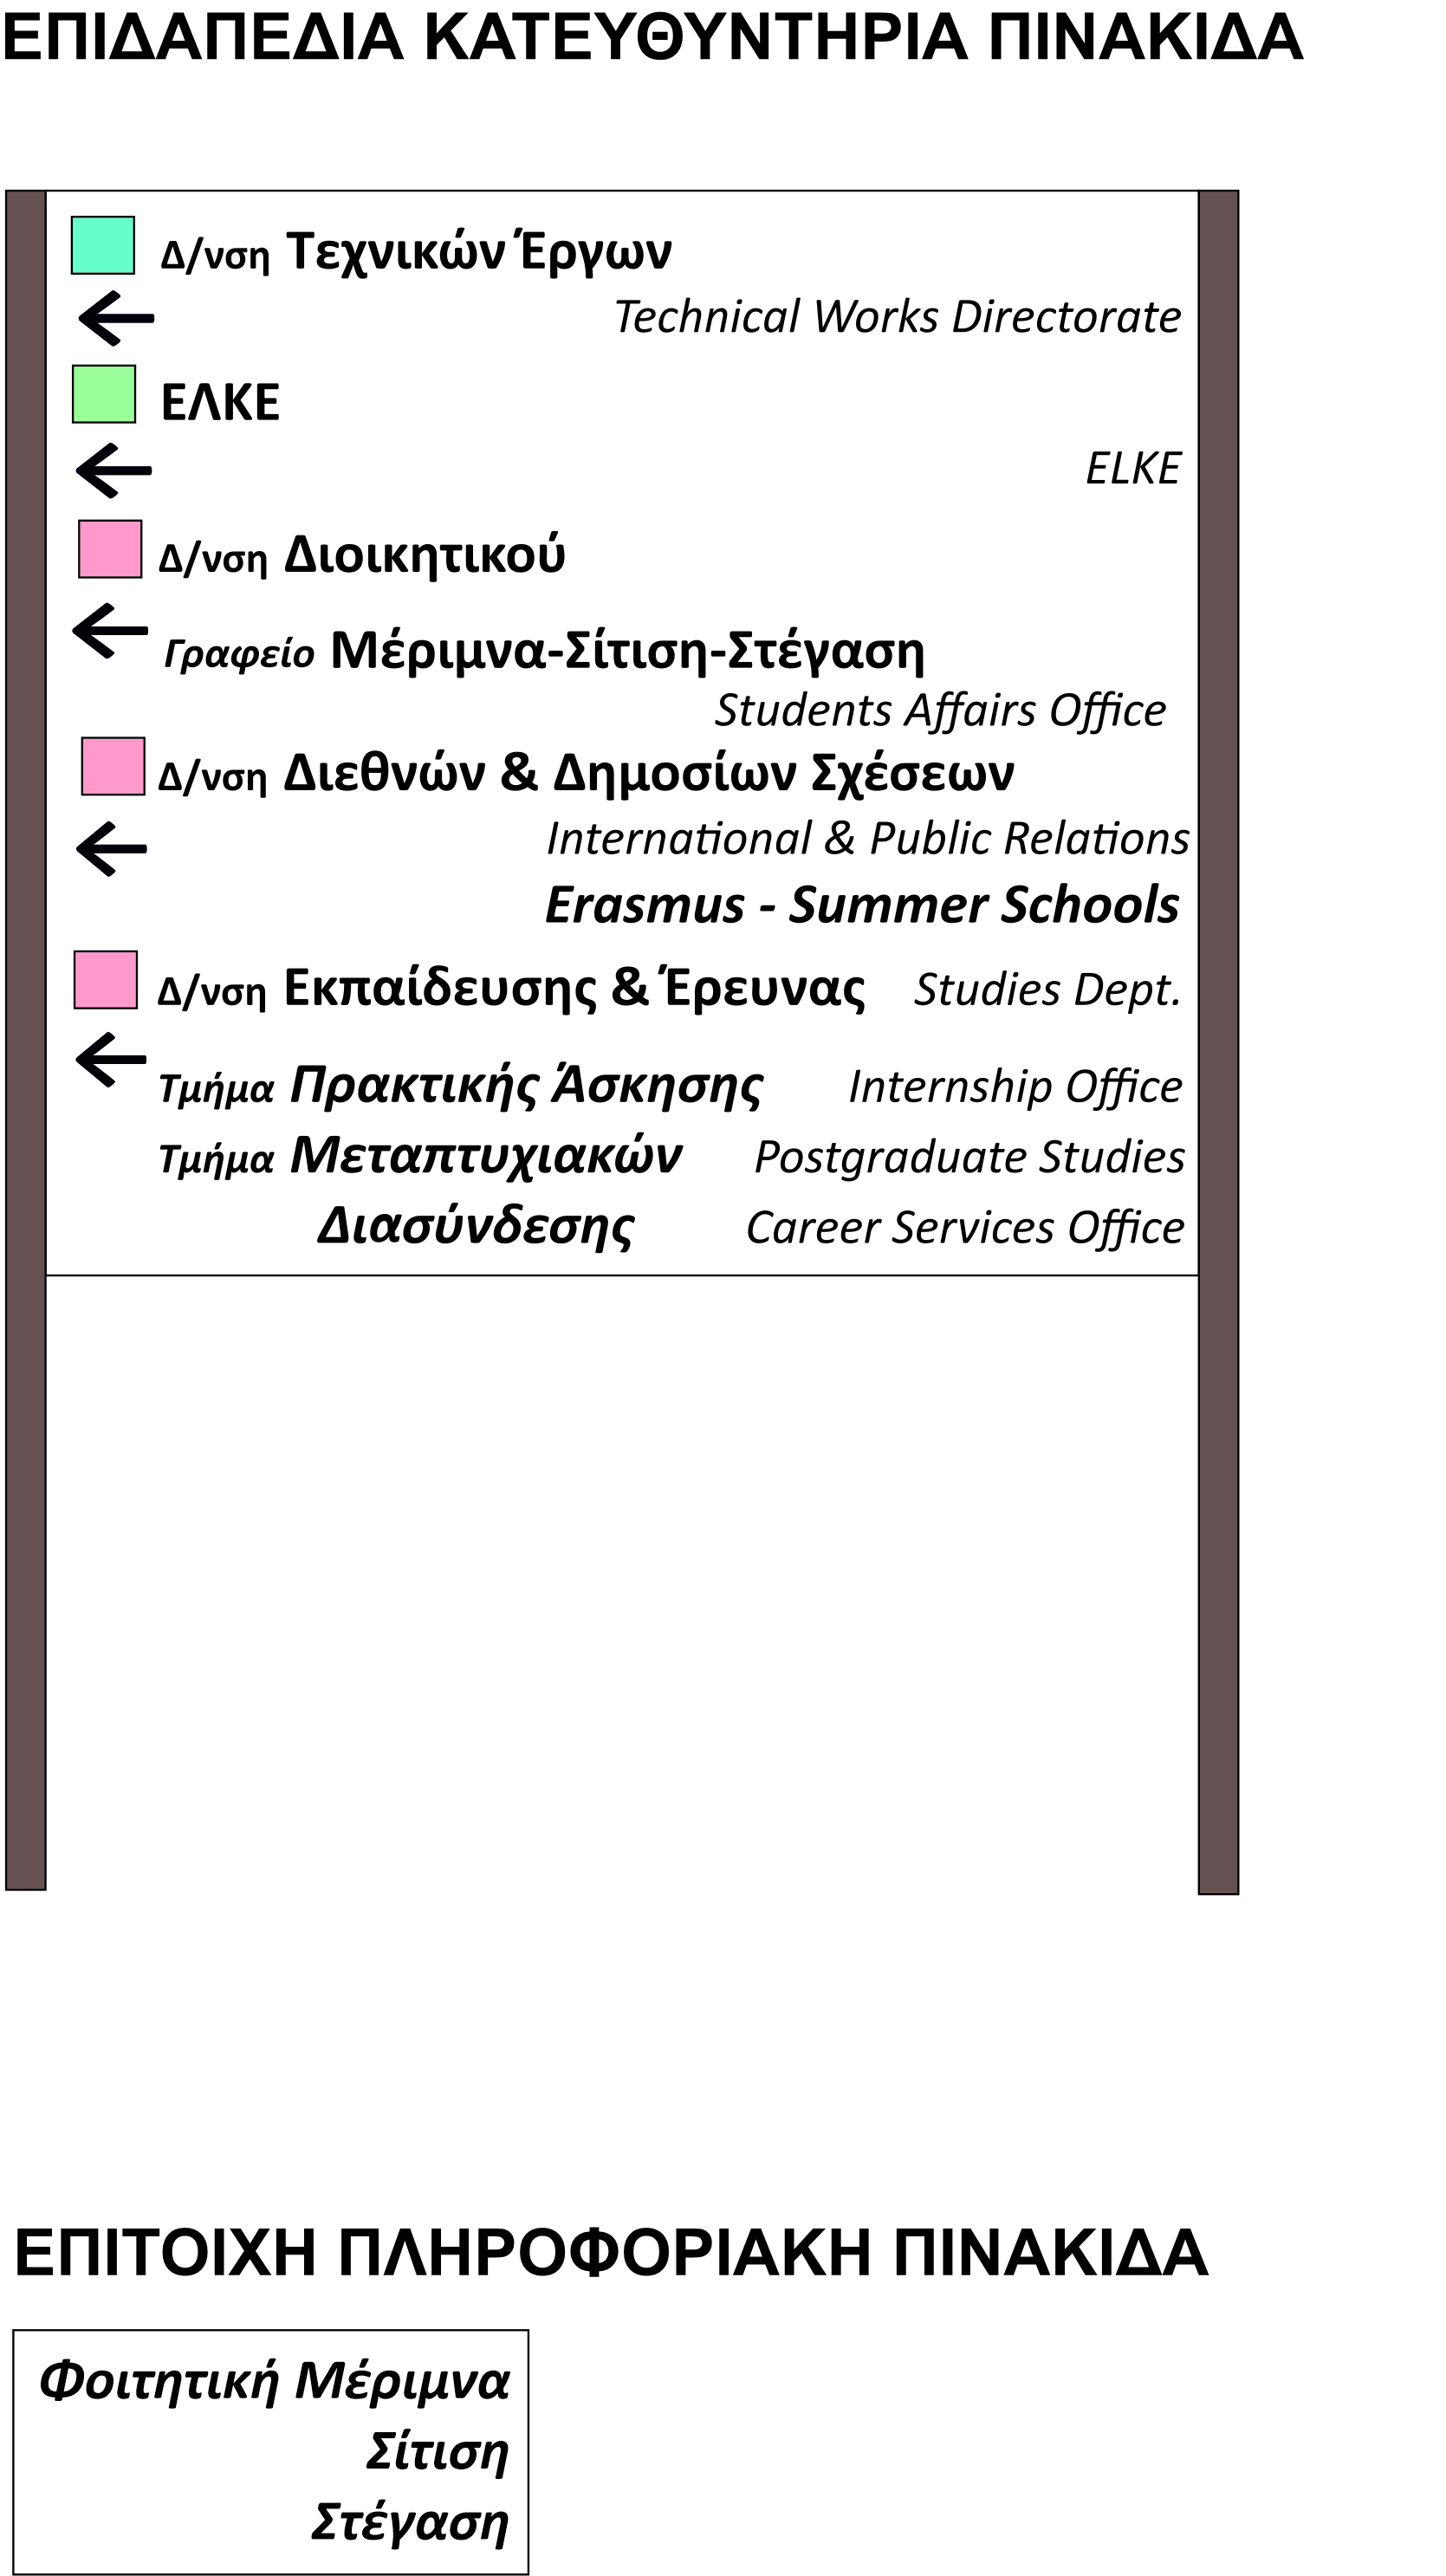 ΕΠΙΔΑΠΕΔΙΑ ΚΑΤΕΥΘΥΝΤΗΡΙΑ ΠΙΝΑΚΙΔΑ
Δ/νση Τεχνικών Έργων
Technical Works Directorate
ΕΛΚΕ
ELKE
Δ/νση Διοικητικού
Γραφείο Μέριμνα-Σίτιση-Στέγαση
Students Affairs Office
Δ/νση Διεθνών & Δημοσίων Σχέσεων
International & Public Relations
Erasmus - Summer Schools
Δ/νση Εκπαίδευσης & Έρευνας Studies Dept.
Τμήμα Πρακτικής Άσκησης Internship Office
Τμήμα Μεταπτυχιακών Postgraduate Studies
Διασύνδεσης Career Services Office
ΕΠΙΤΟΙΧΗ ΠΛΗΡΟΦΟΡΙΑΚΗ ΠΙΝΑΚΙΔΑ
Φοιτητική Μέριμνα
Σίτιση
Στέγαση